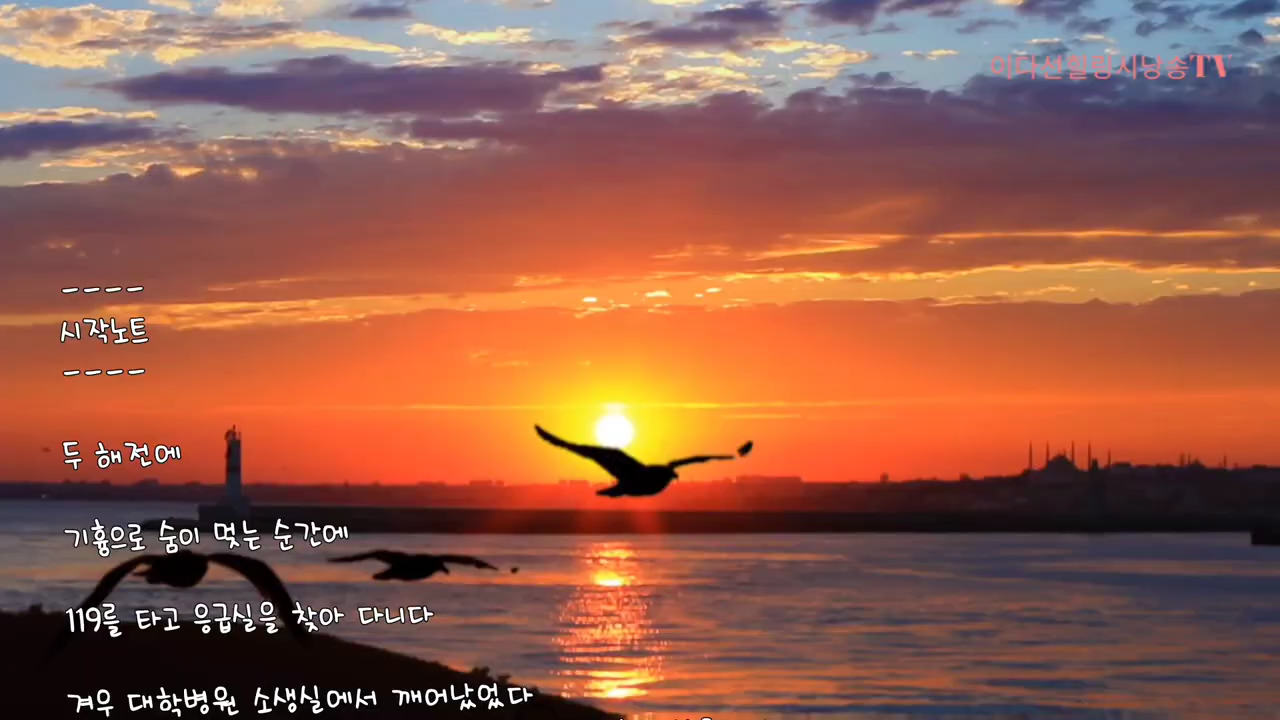 이다선힐링시낭송TV
----
시작노트
----
두 해전에
기흉으로 숨이 멎는 순간에
119를 타고 응급실을 찾아 다니다
겨우 대학병원 소생실에서 깨어났었다